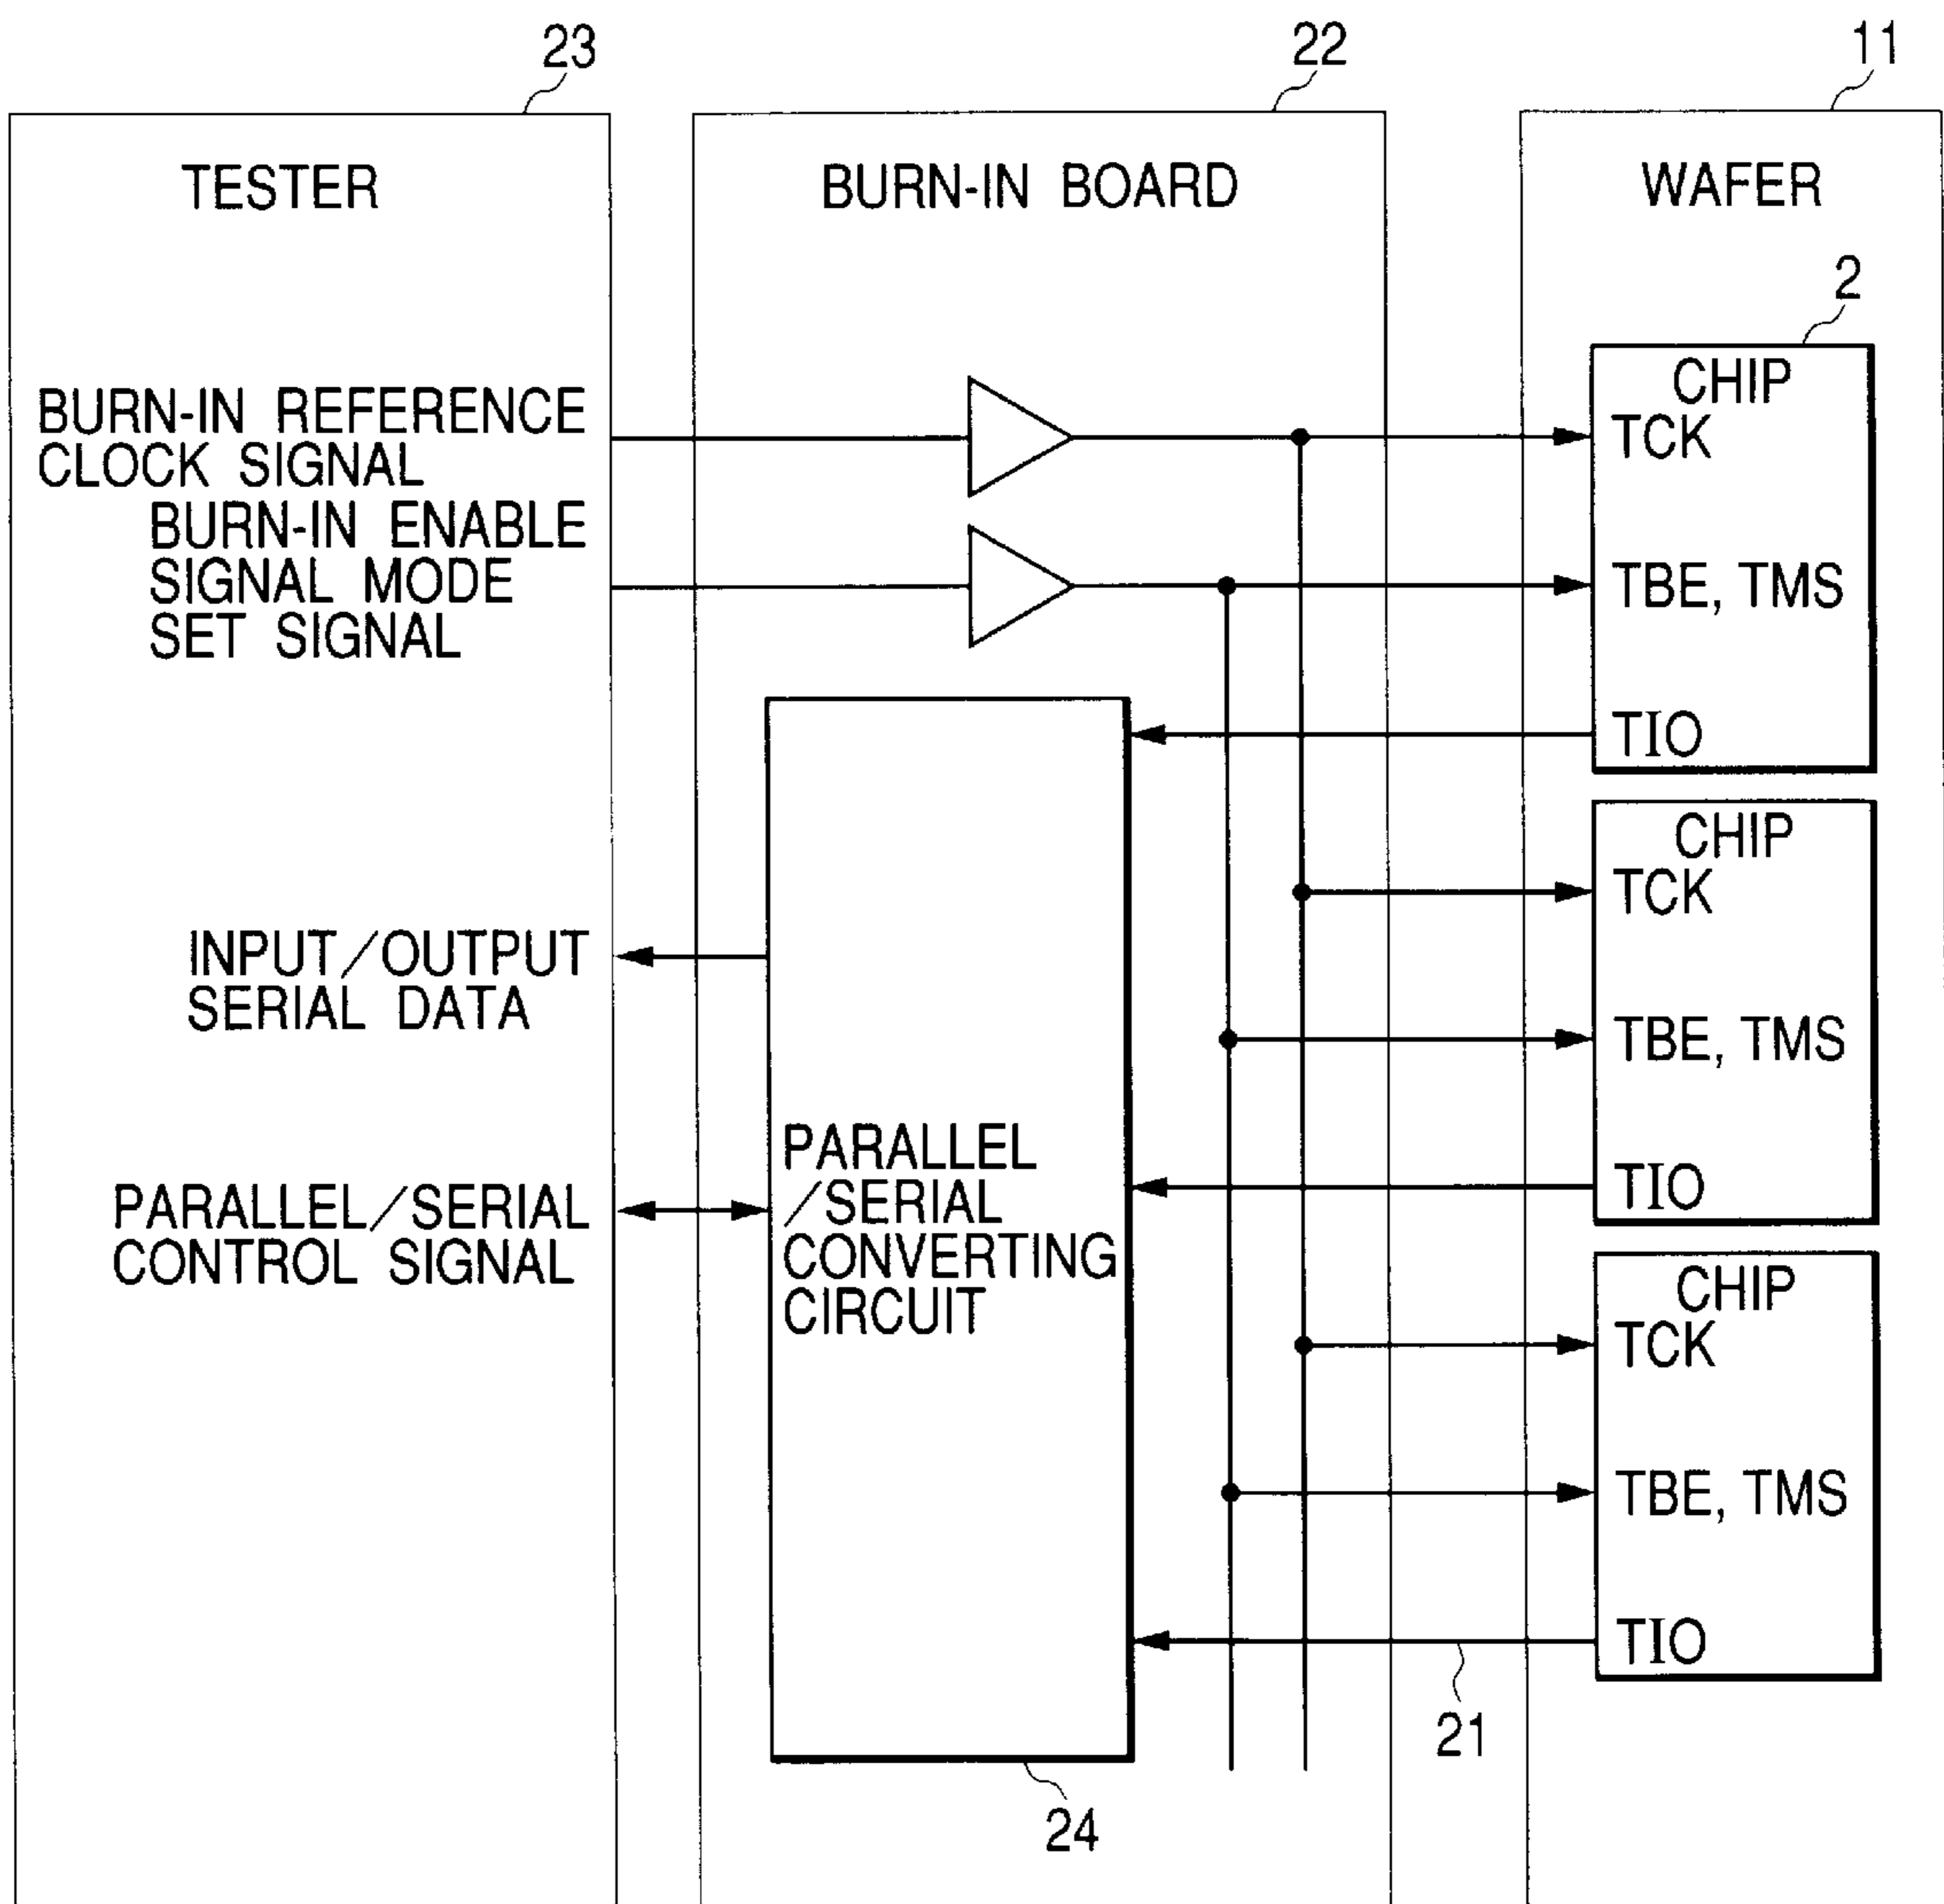 23
22
11
TESTER
BURN-IN BOARD
WAFER
2
BURN-IN REFERENCE
CLOCK SIGNAL
BURN-IN ENABLE
SIGNAL MODE
SET SIGNAL
CHIP
TCK
TBE, TMS
TIO
CHIP
TCK
TBE, TMS
TIO
CHIP
TCK
TBE, TMS
TIO
INPUT/OUTPUT
SERIAL DATA
PARALLEL/SERIAL
CONTROL SIGNAL
PARALLEL
/SERIAL
CONVERTING
CIRCUIT
21
24